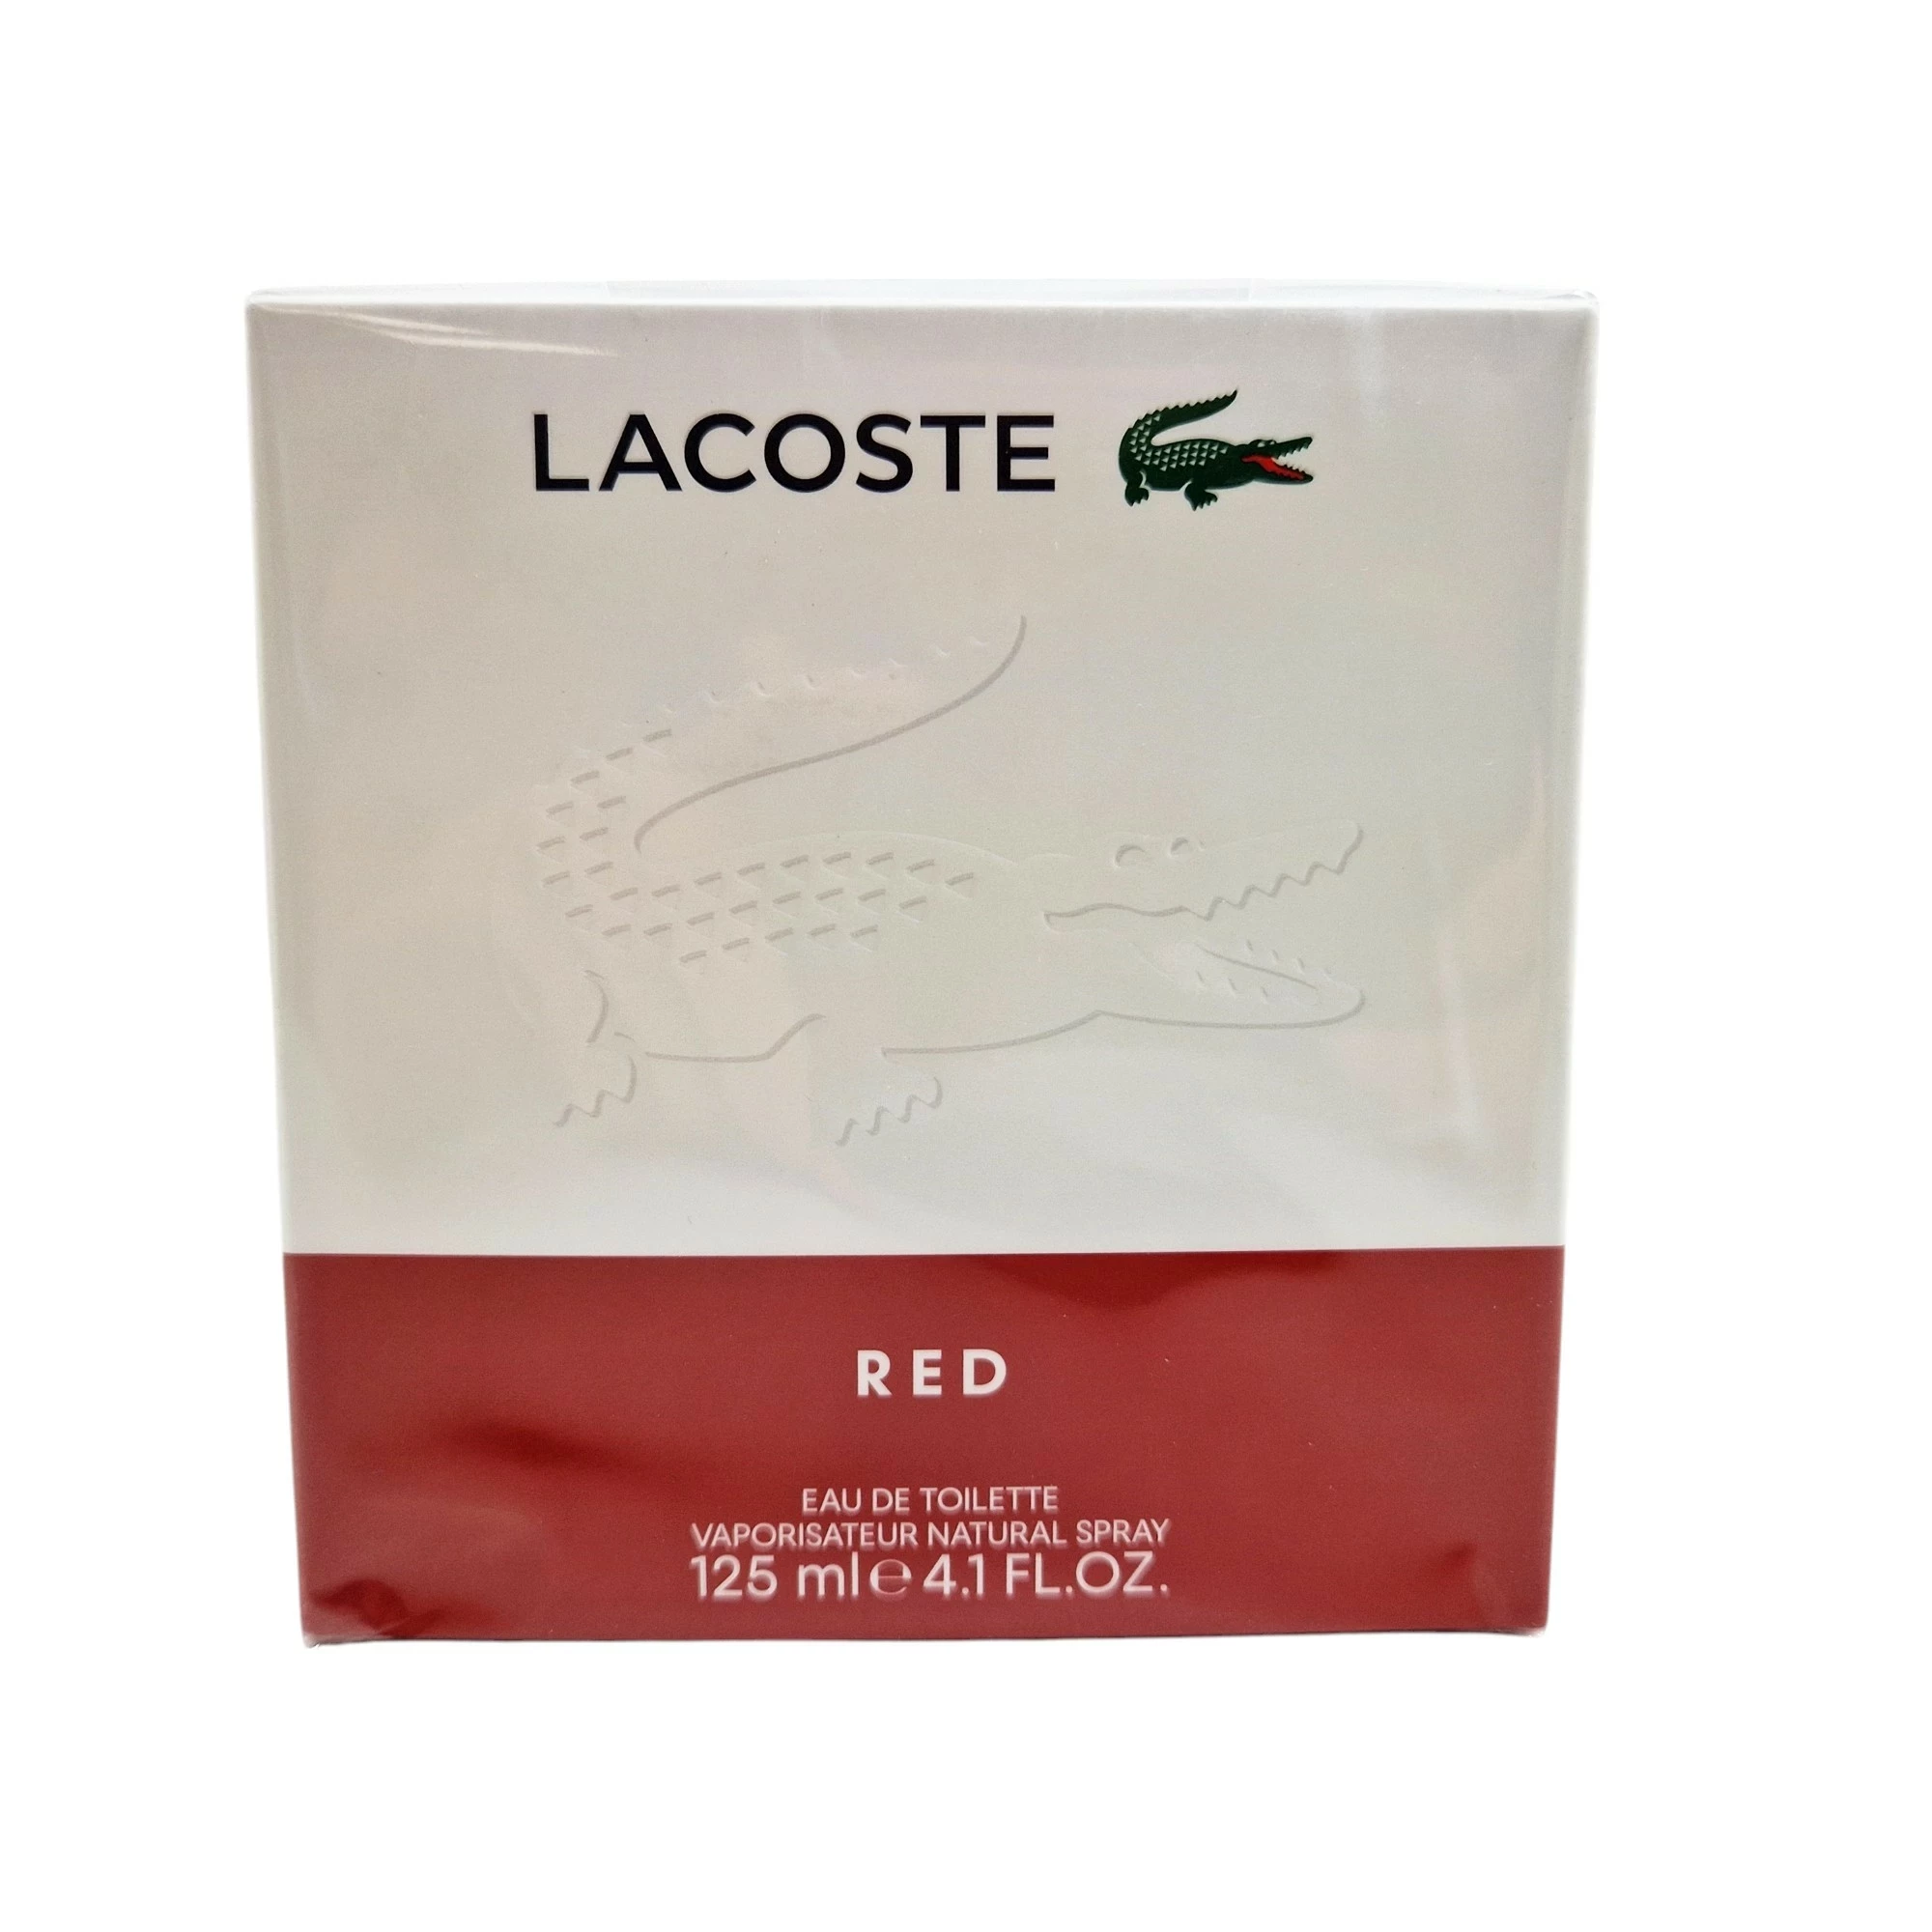 LACOSTE
RED
EAU DE TOILETTE
VAPORISATEUR NATURAL SPRAY
125 ml ℮ 4.1 FL.OZ.